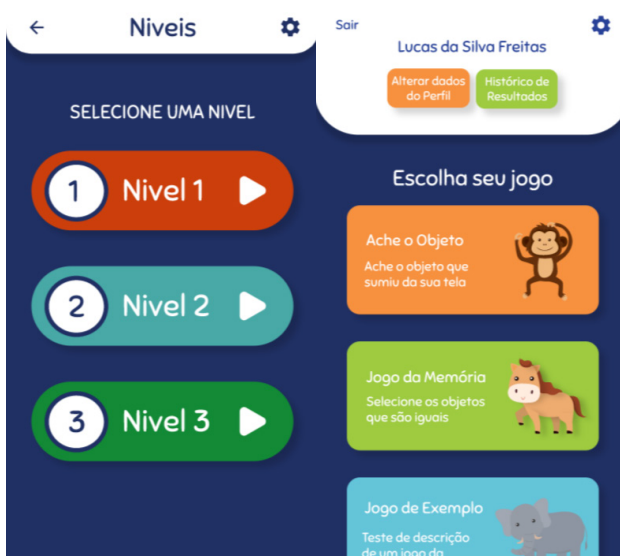 Niveis
SELECIONE UMA NIVEL
1 Nivel 1
2 Nivel 2
3 Nivel 3
Sair
Lucas da Silva Freitas
Alterar dados
do Perfil
Histórico de
Resultados
Escolha seu jogo
Ache o Objeto
Ache o objeto que
sumiu da sua tela
Jogo da Memória
Selecione os objetos
que são iguais
Jogo de Exemplo
Teste de descrição
de um jogo da